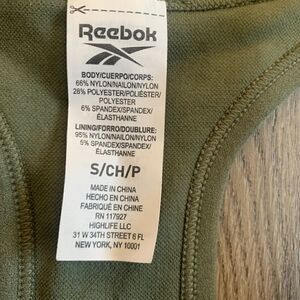 Reebok
BODY/CUERPO/CORPS:
66% NYLON/NAILON/NYLON
28% POLYESTER/POLIÉSTER/
POLYESTER
6% SPANDEX/SPANDEX/
ÉLASTHANNE
LINING/FORRO/DOUBLURE:
95% NYLON/NAILON/NYLON
5% SPANDEX/SPANDEX/
ÉLASTHANNE
S/CH/P
MADE IN CHINA
HECHO EN CHINA
FABRIQUÉ EN CHINE
RN 117927
HIGHLIFE LLC
31 W 34TH STREET 6 FL
NEW YORK, NY 10001